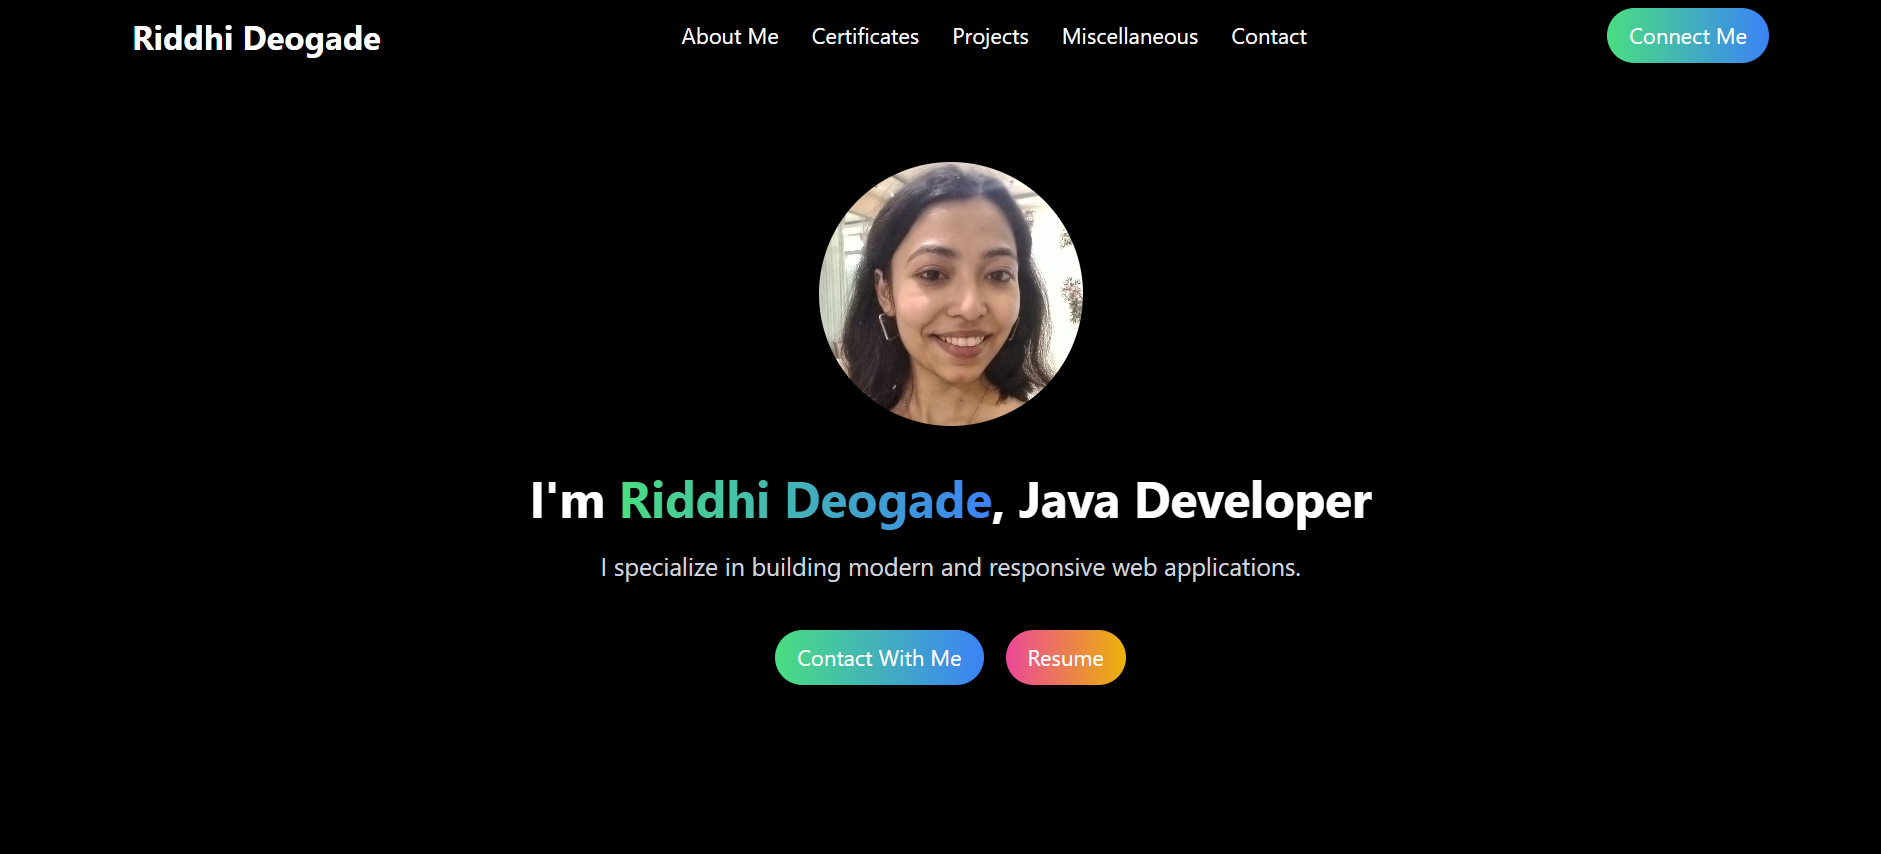 Riddhi Deogade
About Me
Certificates
Projects
Miscellaneous
Contact
Connect Me
I'm Riddhi Deogade, Java Developer
I specialize in building modern and responsive web applications.
Contact With Me
Resume